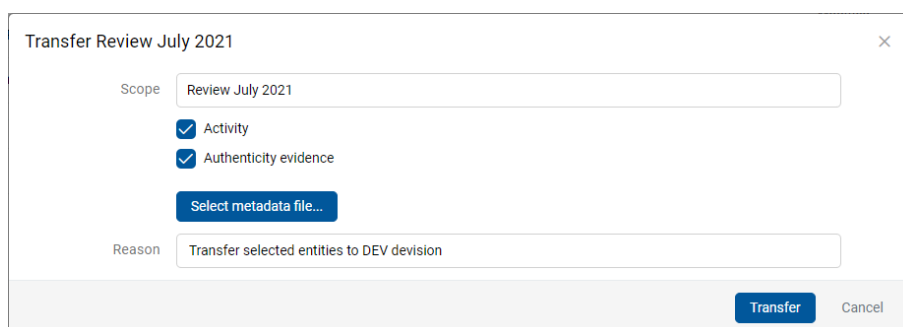 Transfer Review July 2021
Scope
Review July 2021
Activity
Authenticity evidence
Select metadata file...
Reason
Transfer selected entities to DEV devision
Transfer
Cancel